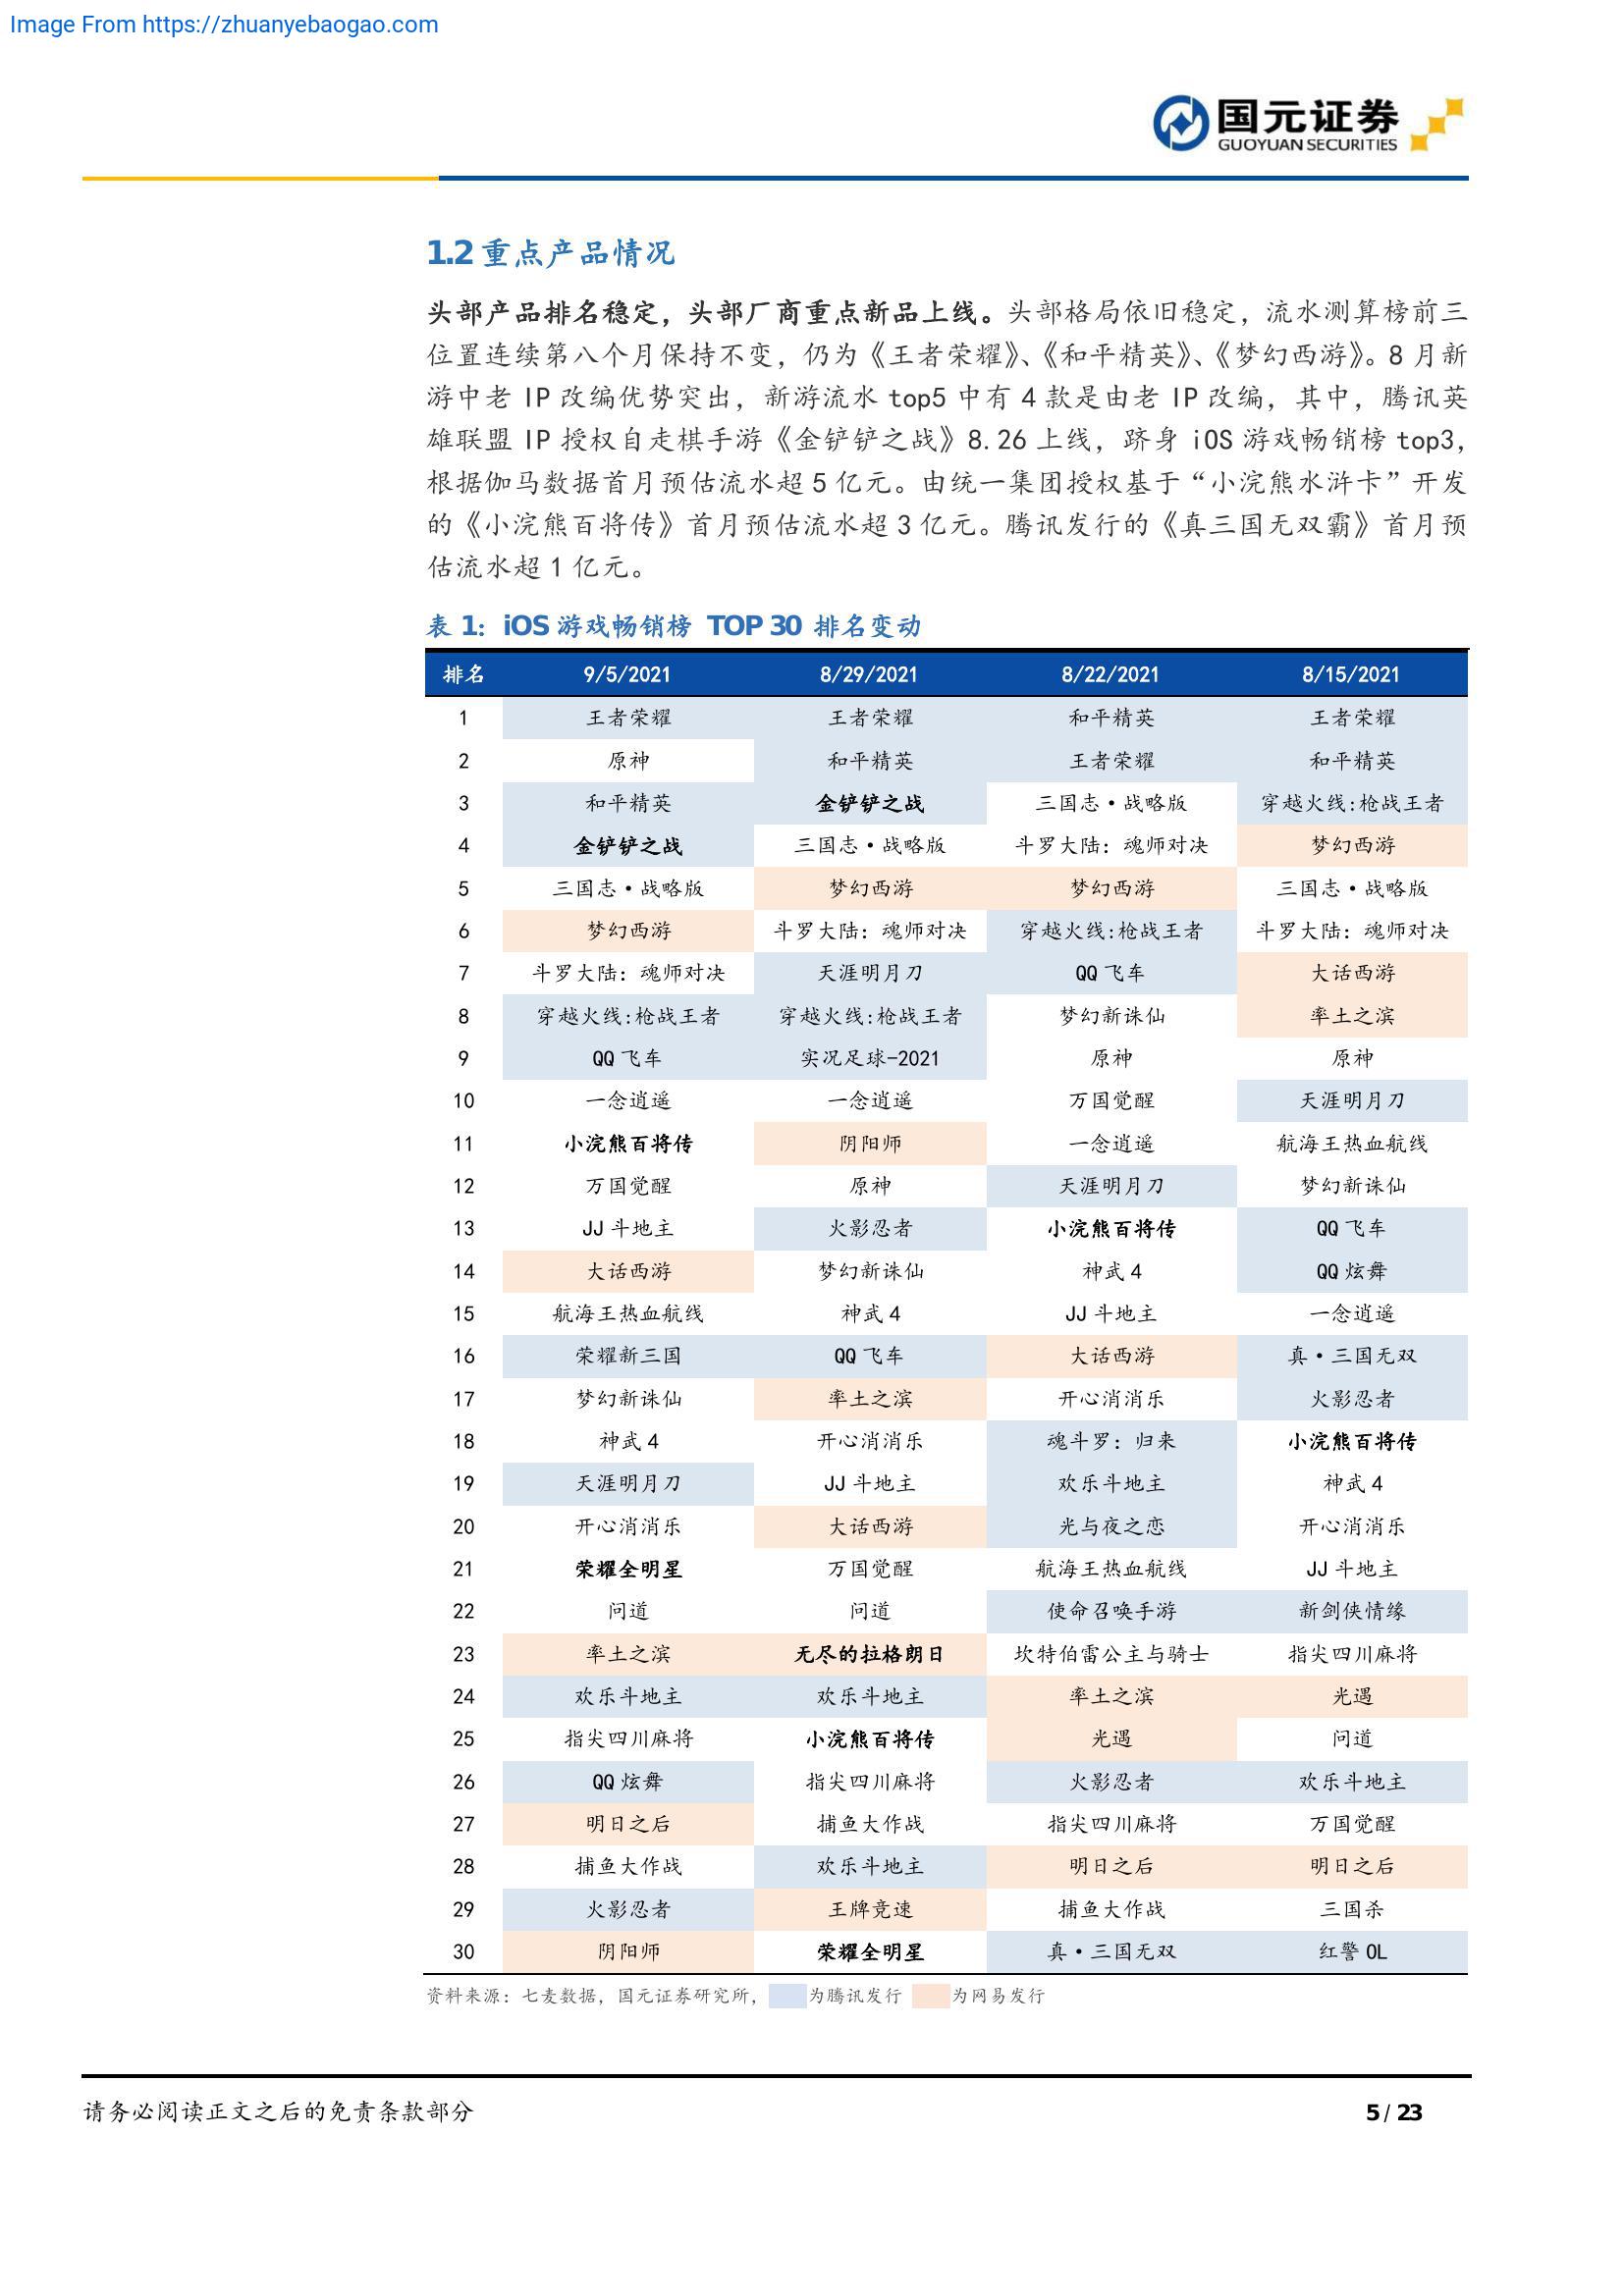 Image From https://zhuanyebaogao.com
国元证券
GUOYUAN SECURITIES
1.2 重点产品情况
头部产品排名稳定，头部厂商重点新品上线。头部格局依旧稳定，流水测算榜前三
位置连续第八个月保持不变，仍为《王者荣耀》、《和平精英》、《梦幻西游》。8 月新
游中老 IP 改编优势突出，新游流水 top5 中有 4 款是由老 IP 改编，其中，腾讯英
雄联盟 IP 授权自走棋手游《金铲铲之战》8.26 上线，跻身 iOS 游戏畅销榜 top3，
根据伽马数据首月预估流水超 5 亿元。由统一集团授权基于“小浣熊水浒卡”开发
的《小浣熊百将传》首月预估流水超 3 亿元。腾讯发行的《真三国无双霸》首月预
估流水超 1 亿元。
表 1：iOS 游戏畅销榜 TOP 30 排名变动
排名 9/5/2021 8/29/2021 8/22/2021 8/15/2021
1 王者荣耀 王者荣耀 和平精英 王者荣耀
2 原神 和平精英 王者荣耀 和平精英
3 和平精英 金铲铲之战 三国志·战略版 穿越火线:枪战王者
4 金铲铲之战 三国志·战略版 斗罗大陆：魂师对决 梦幻西游
5 三国志·战略版 梦幻西游 梦幻西游 三国志·战略版
6 梦幻西游 斗罗大陆：魂师对决 穿越火线:枪战王者 斗罗大陆：魂师对决
7 斗罗大陆：魂师对决 天涯明月刀 QQ 飞车 大话西游
8 穿越火线:枪战王者 穿越火线:枪战王者 梦幻新诛仙 率土之滨
9 QQ 飞车 实况足球-2021 原神 原神
10 一念逍遥 一念逍遥 万国觉醒 天涯明月刀
11 小浣熊百将传 阴阳师 一念逍遥 航海王热血航线
12 万国觉醒 原神 天涯明月刀 梦幻新诛仙
13 JJ 斗地主 火影忍者 小浣熊百将传 QQ 飞车
14 大话西游 梦幻新诛仙 神武 4 QQ 炫舞
15 航海王热血航线 神武 4 JJ 斗地主 一念逍遥
16 荣耀新三国 QQ 飞车 大话西游 真·三国无双
17 梦幻新诛仙 率土之滨 开心消消乐 火影忍者
18 神武 4 开心消消乐 魂斗罗：归来 小浣熊百将传
19 天涯明月刀 JJ 斗地主 欢乐斗地主 神武 4
20 开心消消乐 大话西游 光与夜之恋 开心消消乐
21 荣耀全明星 万国觉醒 航海王热血航线 JJ 斗地主
22 问道 问道 使命召唤手游 新剑侠情缘
23 率土之滨 无尽的拉格朗日 坎特伯雷公主与骑士 指尖四川麻将
24 欢乐斗地主 欢乐斗地主 率土之滨 光遇
25 指尖四川麻将 小浣熊百将传 光遇 问道
26 QQ 炫舞 指尖四川麻将 火影忍者 欢乐斗地主
27 明日之后 捕鱼大作战 指尖四川麻将 万国觉醒
28 捕鱼大作战 欢乐斗地主 明日之后 明日之后
29 火影忍者 王牌竞速 捕鱼大作战 三国杀
30 阴阳师 荣耀全明星 真·三国无双 红警 OL
资料来源：七麦数据，国元证券研究所， 为腾讯发行 为网易发行
请务必阅读正文之后的免责条款部分 5 / 23